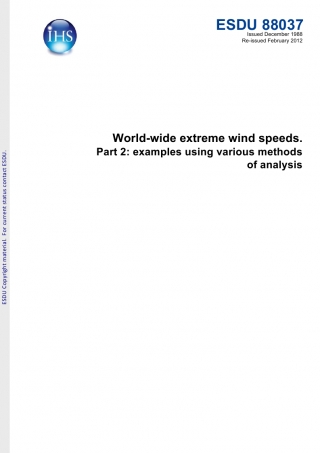 ESDU 88037
Issued December 1988
Re-issued February 2012
IHS
World-wide extreme wind speeds.
Part 2: examples using various methods
of analysis
ESDU Copyright material. For current status contact ESDU.